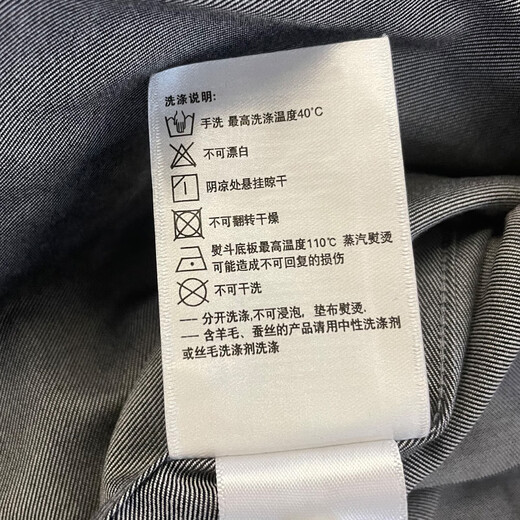 洗涤说明:
手洗 最高洗涤温度40℃
不可漂白
阴凉处悬挂晾干
不可翻转干燥
熨斗底板最高温度110℃ 蒸汽熨烫
可能造成不可回复的损伤
不可干洗
— 分开洗涤,不可浸泡, 垫布熨烫.
— 含羊毛、蚕丝的产品请用中性洗涤剂
或丝毛洗涤剂洗涤